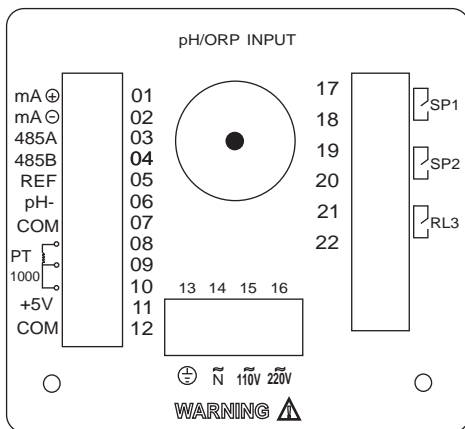 pH/ORP INPUT
mA ⊕ 01
mA ⊖ 02
485A 03
485B 04
REF 05
pH- 06
COM 07
08
PT
1000 09
10
+5V 11
COM 12
17
18 SP1
19
20 SP2
21
22 RL3
13 14 15 16
Ñ 110V 220V
WARNING